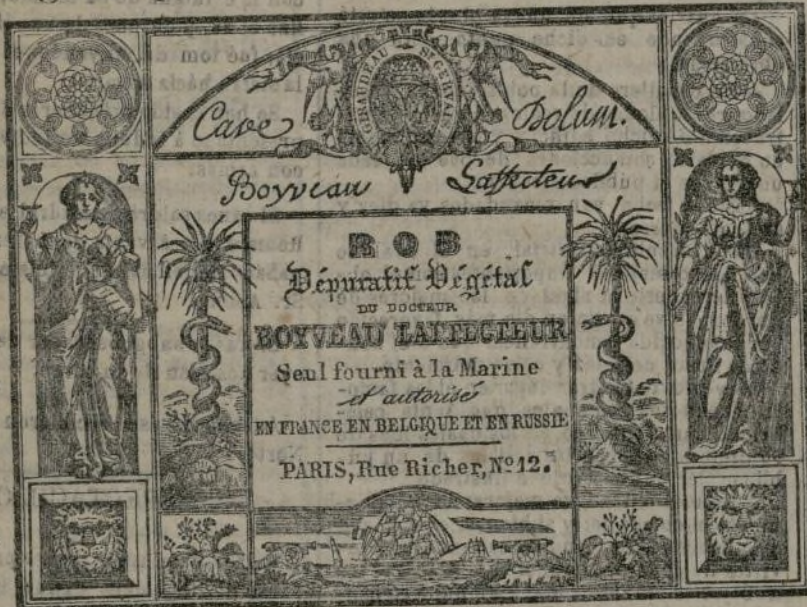 GIRAUDEAU St GERVAIS
Cave Dolum.
Boyveau Laffecteur
ROB
Dépuratif Végétal
DU DOCTEUR
BOYVEAU LAFFECTEUR
Seul fourni à la Marine
et autorisé
EN FRANCE EN BELGIQUE ET EN RUSSIE
PARIS, Rue Richer, No 12.